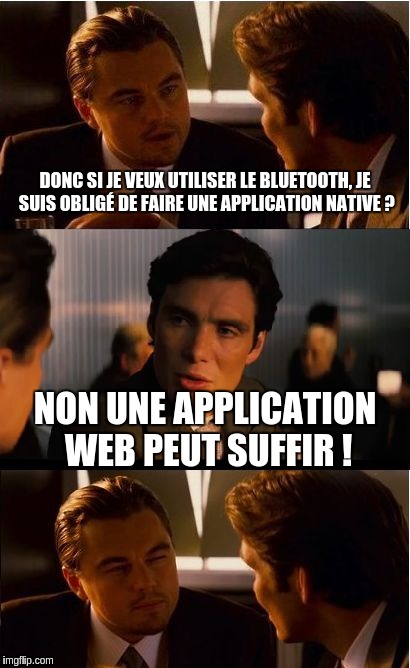 DONC SI JE VEUX UTILISER LE BLUETOOTH, JE
SUIS OBLIGÉ DE FAIRE UNE APPLICATION NATIVE ?
NON UNE APPLICATION
WEB PEUT SUFFIR !
imgflip.com